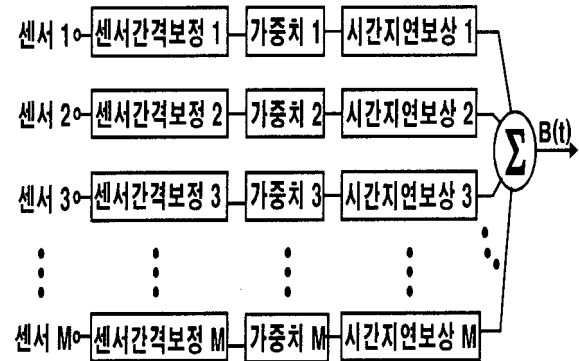 센서 1 센서간격보정 1 가중치 1 시간지연보상 1
센서 2 센서간격보정 2 가중치 2 시간지연보상 2
B(t)
Σ
센서 3 센서간격보정 3 가중치 3 시간지연보상 3
센서 M 센서간격보정 M 가중치 M 시간지연보상 M